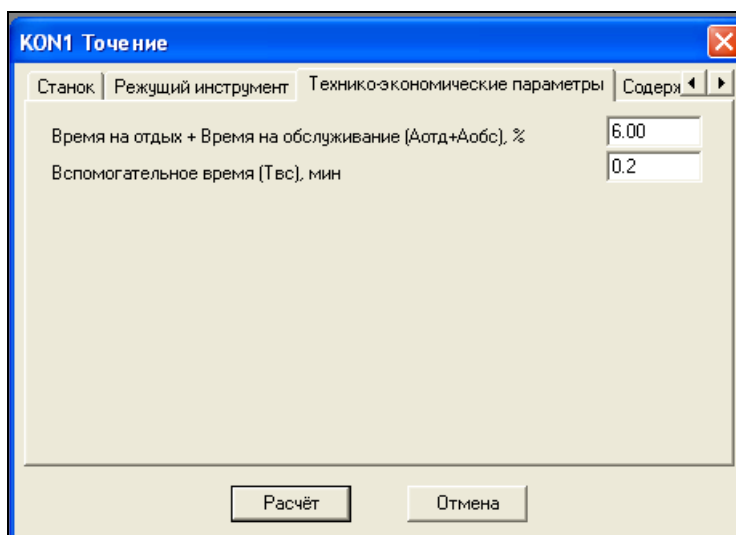 KON1 Точение
Станок Режущий инструмент Технико-экономические параметры Содерж
Время на отдых + Время на обслуживание (Аотд+Аобс), % 6.00
Вспомогательное время (Твс), мин 0.2
Расчёт Отмена